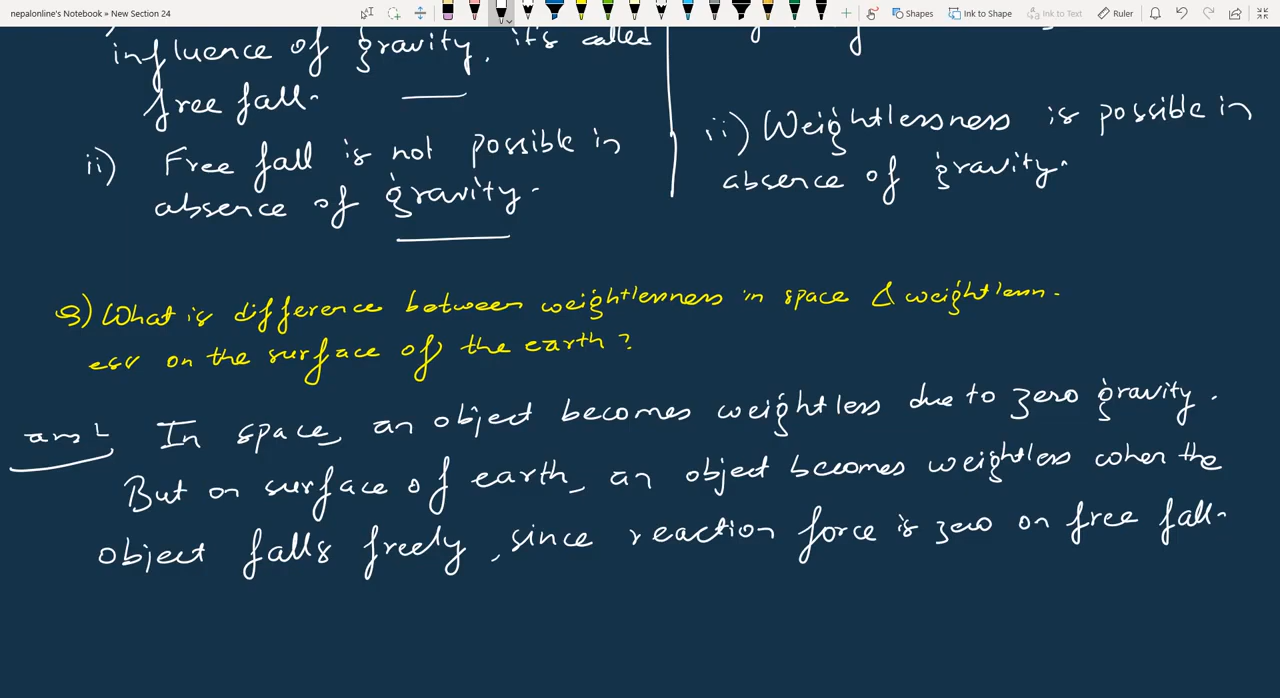 nepalonline's Notebook » New Section 24
Shapes
Ink to Shape
Ink to Text
Ruler
influence of gravity, it's called
free fall.
ii) Free fall is not possible in
absence of gravity.
ii) Weightlessness is possible in
absence of gravity.
Q) What is difference between weightlessness in space & weightlessn-
ess on the surface of the earth?
ans: In space, an object becomes weightless due to zero gravity.
But on surface of earth, an object becomes weightless when the
object falls freely, since reaction force is zero on free fall.